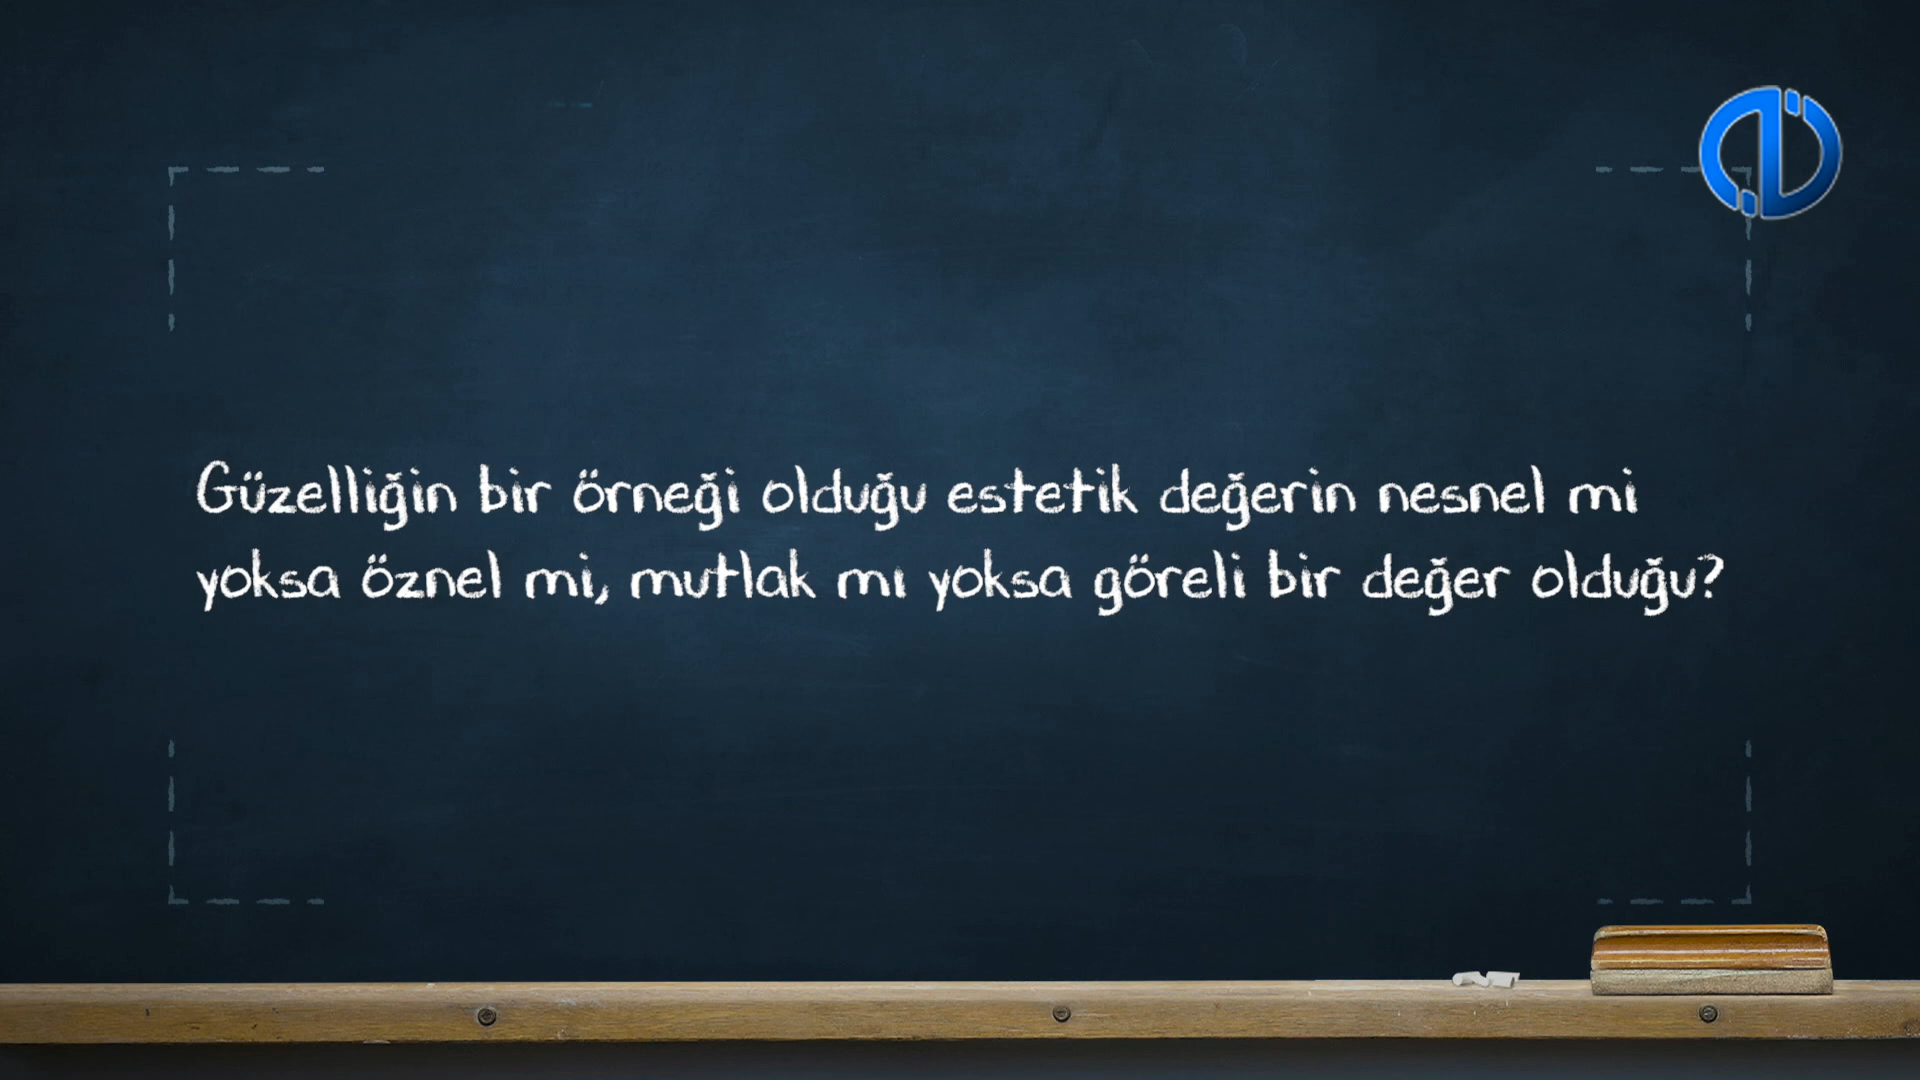 Güzelliğin bir örneği olduğu estetik değerin nesnel mi
yoksa öznel mi, mutlak mı yoksa göreli bir değer olduğu?